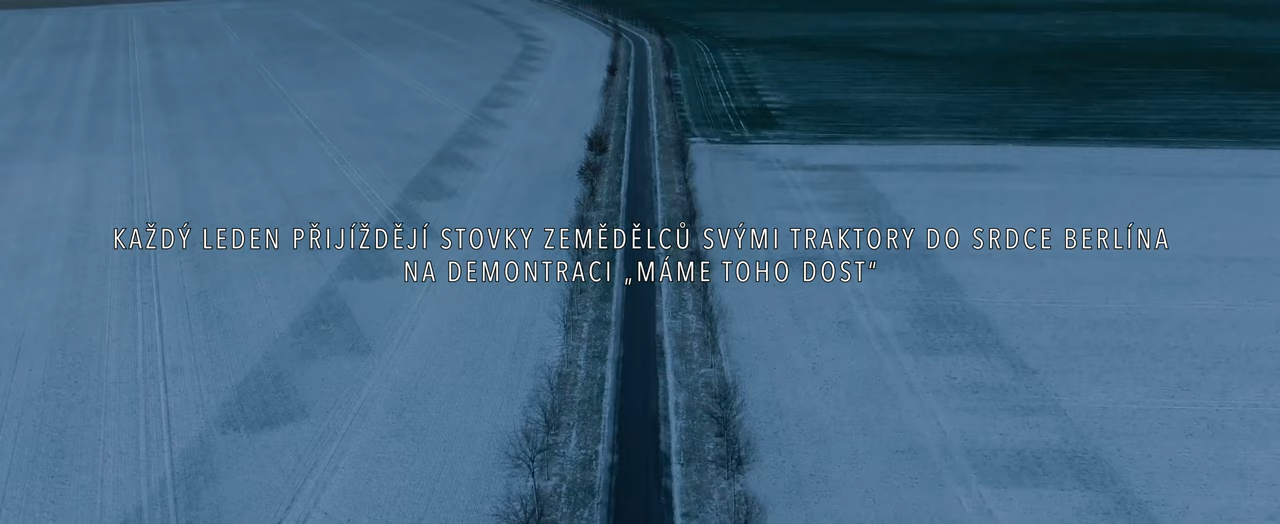 KAŽDÝ LEDEN PŘIJÍŽDĚJÍ STOVKY ZEMĚDĚLCŮ SVÝMI TRAKTORY DO SRDCE BERLÍNA
NA DEMONTRACI „MÁME TOHO DOST“